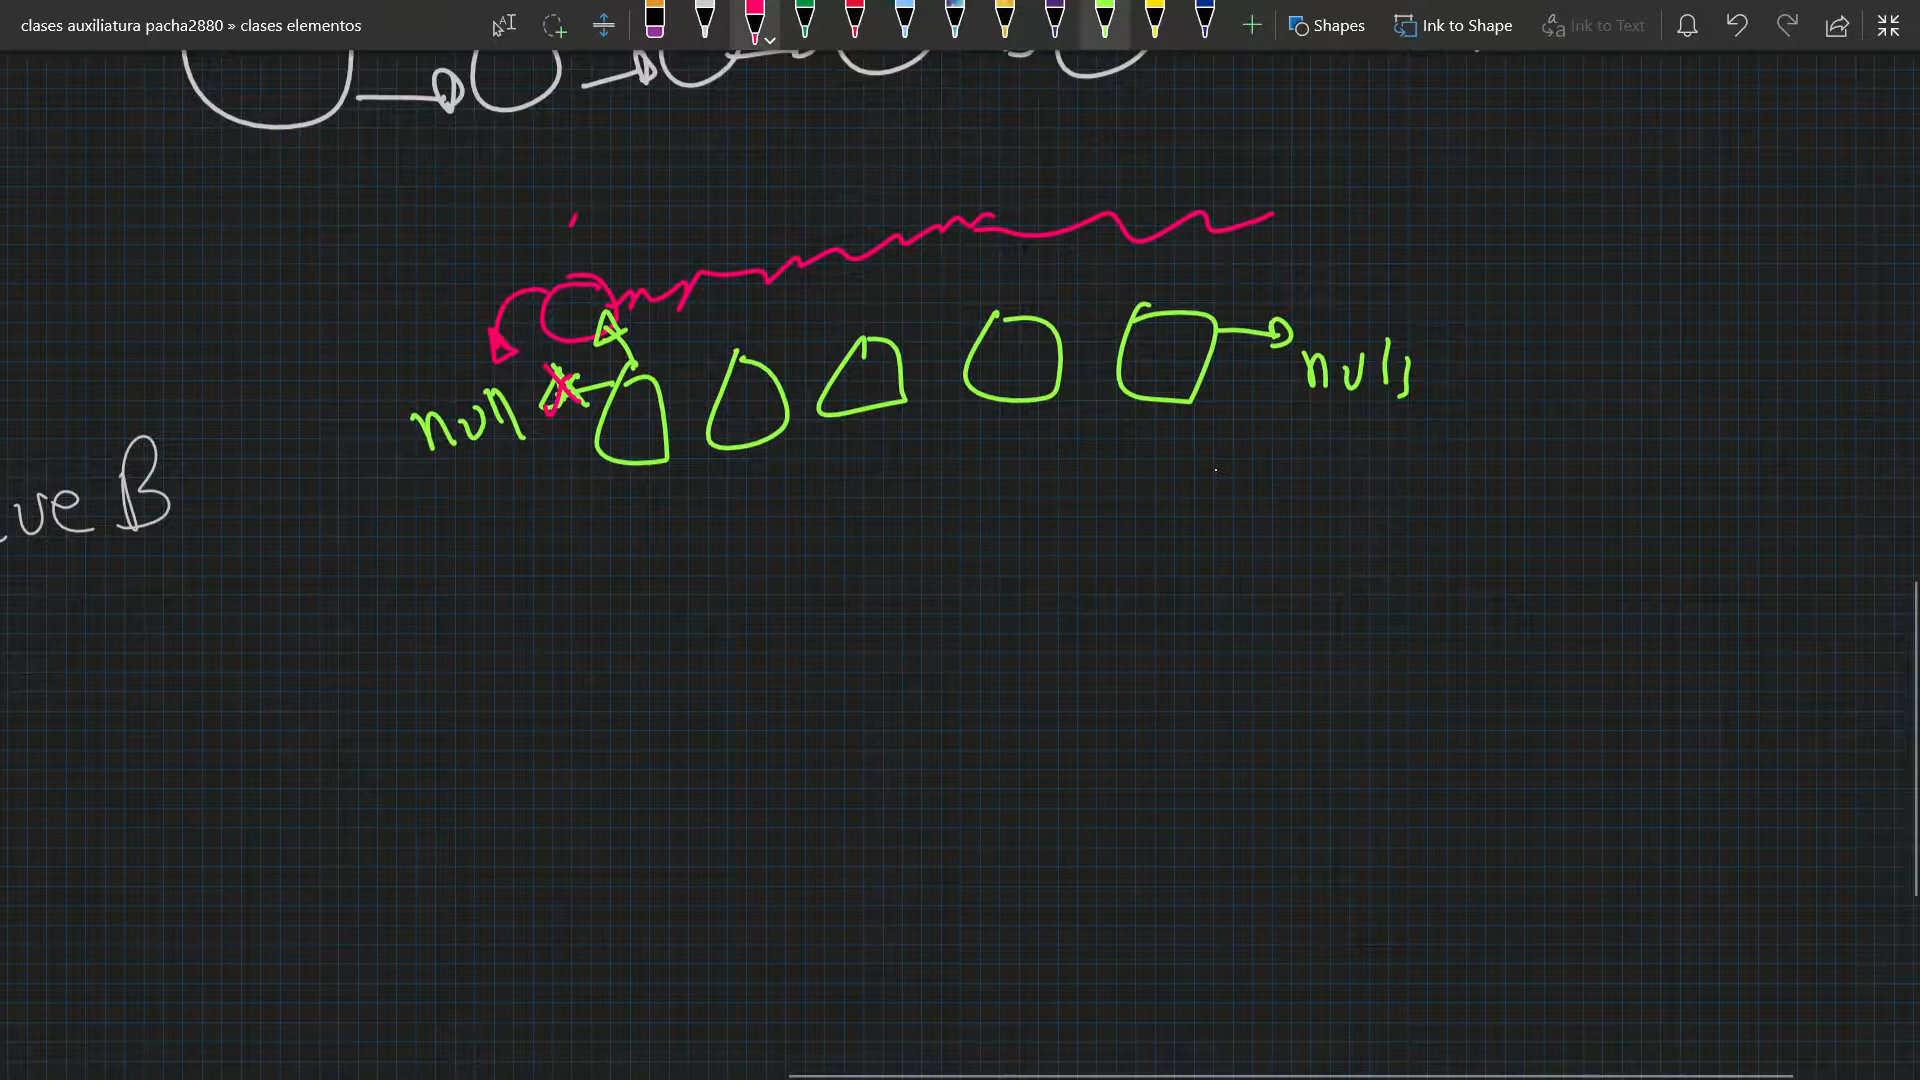 clases auxiliatura pacha2880 » clases elementos
Shapes
Ink to Shape
Ink to Text
null
null
ve B